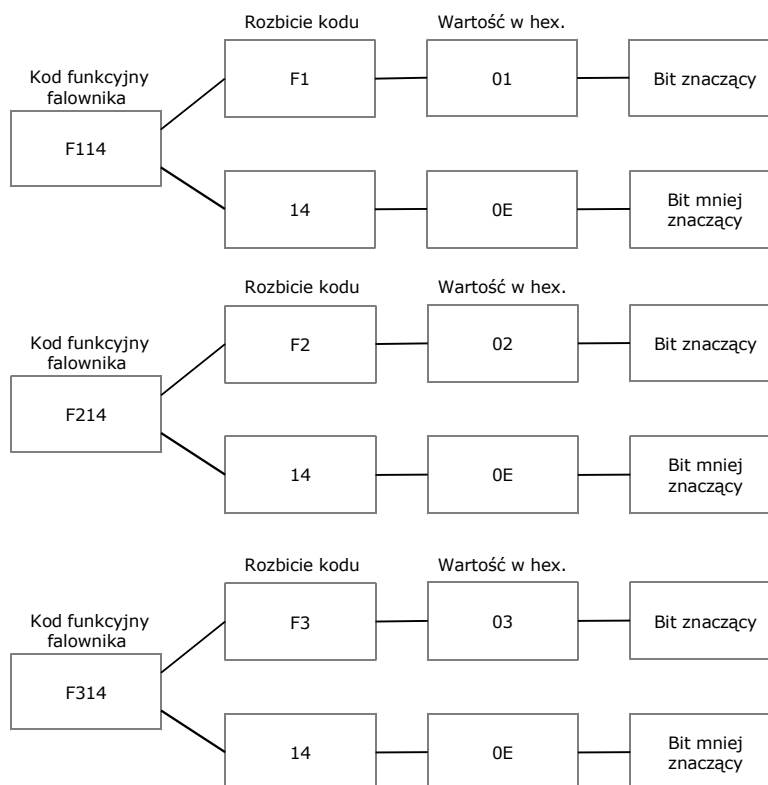 Rozbicie kodu
Wartość w hex.
Kod funkcyjny
falownika
F1
01
Bit znaczący
F114
14
0E
Bit mniej
znaczący
Rozbicie kodu
Wartość w hex.
Kod funkcyjny
falownika
F2
02
Bit znaczący
F214
14
0E
Bit mniej
znaczący
Rozbicie kodu
Wartość w hex.
Kod funkcyjny
falownika
F3
03
Bit znaczący
F314
14
0E
Bit mniej
znaczący